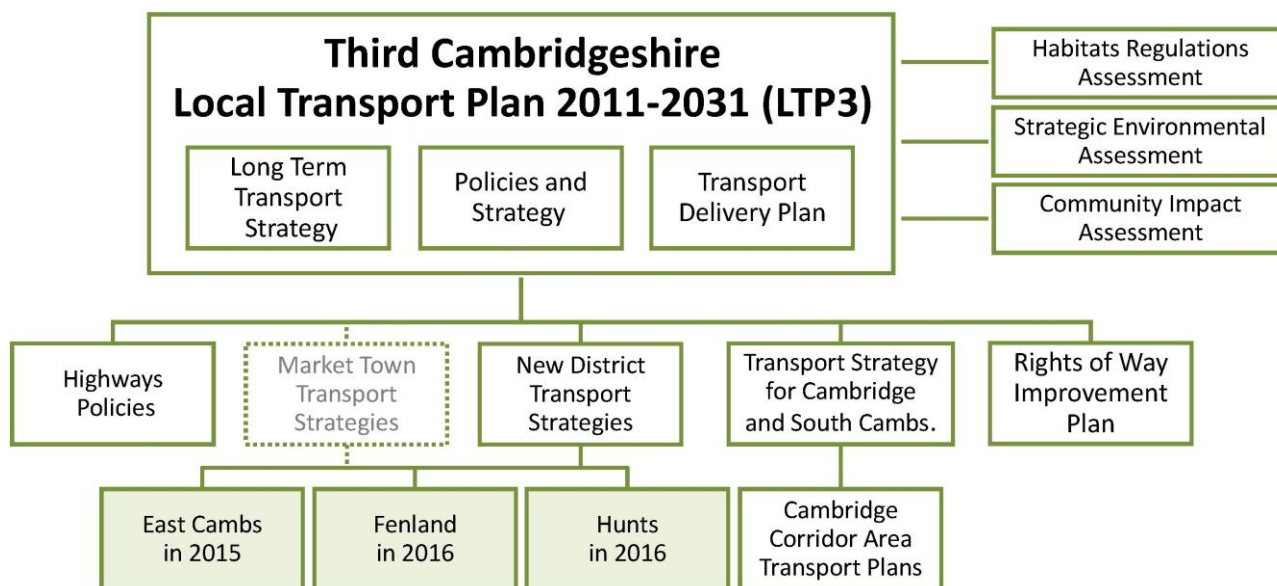 Third Cambridgeshire
Local Transport Plan 2011-2031 (LTP3)
Long Term
Transport
Strategy
Policies and
Strategy
Transport
Delivery Plan
Habitats Regulations
Assessment
Strategic Environmental
Assessment
Community Impact
Assessment
Highways
Policies
Market Town
Transport
Strategies
New District
Transport
Strategies
Transport Strategy
for Cambridge
and South Cambs.
Rights of Way
Improvement
Plan
East Cambs
in 2015
Fenland
in 2016
Hunts
in 2016
Cambridge
Corridor Area
Transport Plans